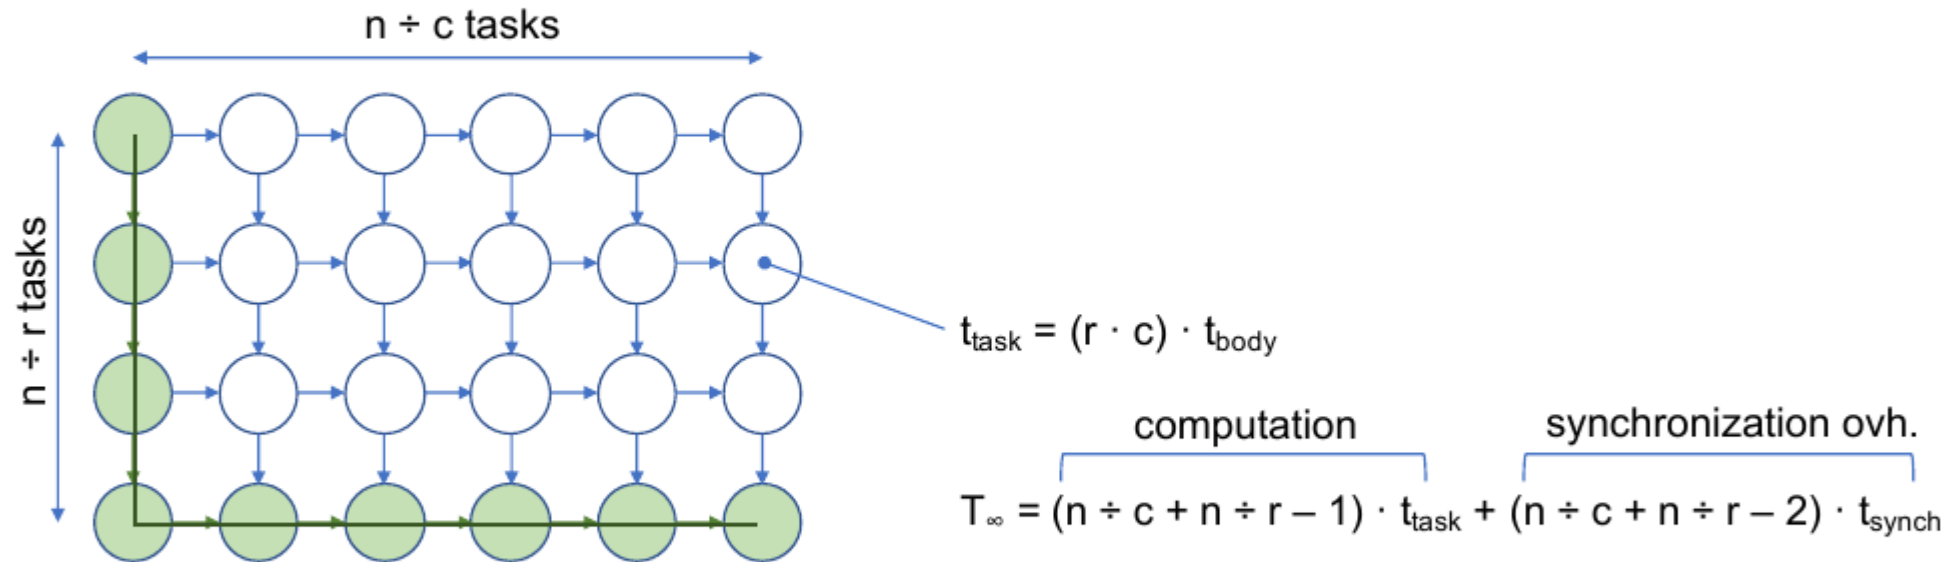 n ÷ c tasks
n ÷ r tasks
t_task = (r · c) · t_body
computation
synchronization ovh.
T_∞ = (n ÷ c + n ÷ r – 1) · t_task + (n ÷ c + n ÷ r – 2) · t_synch